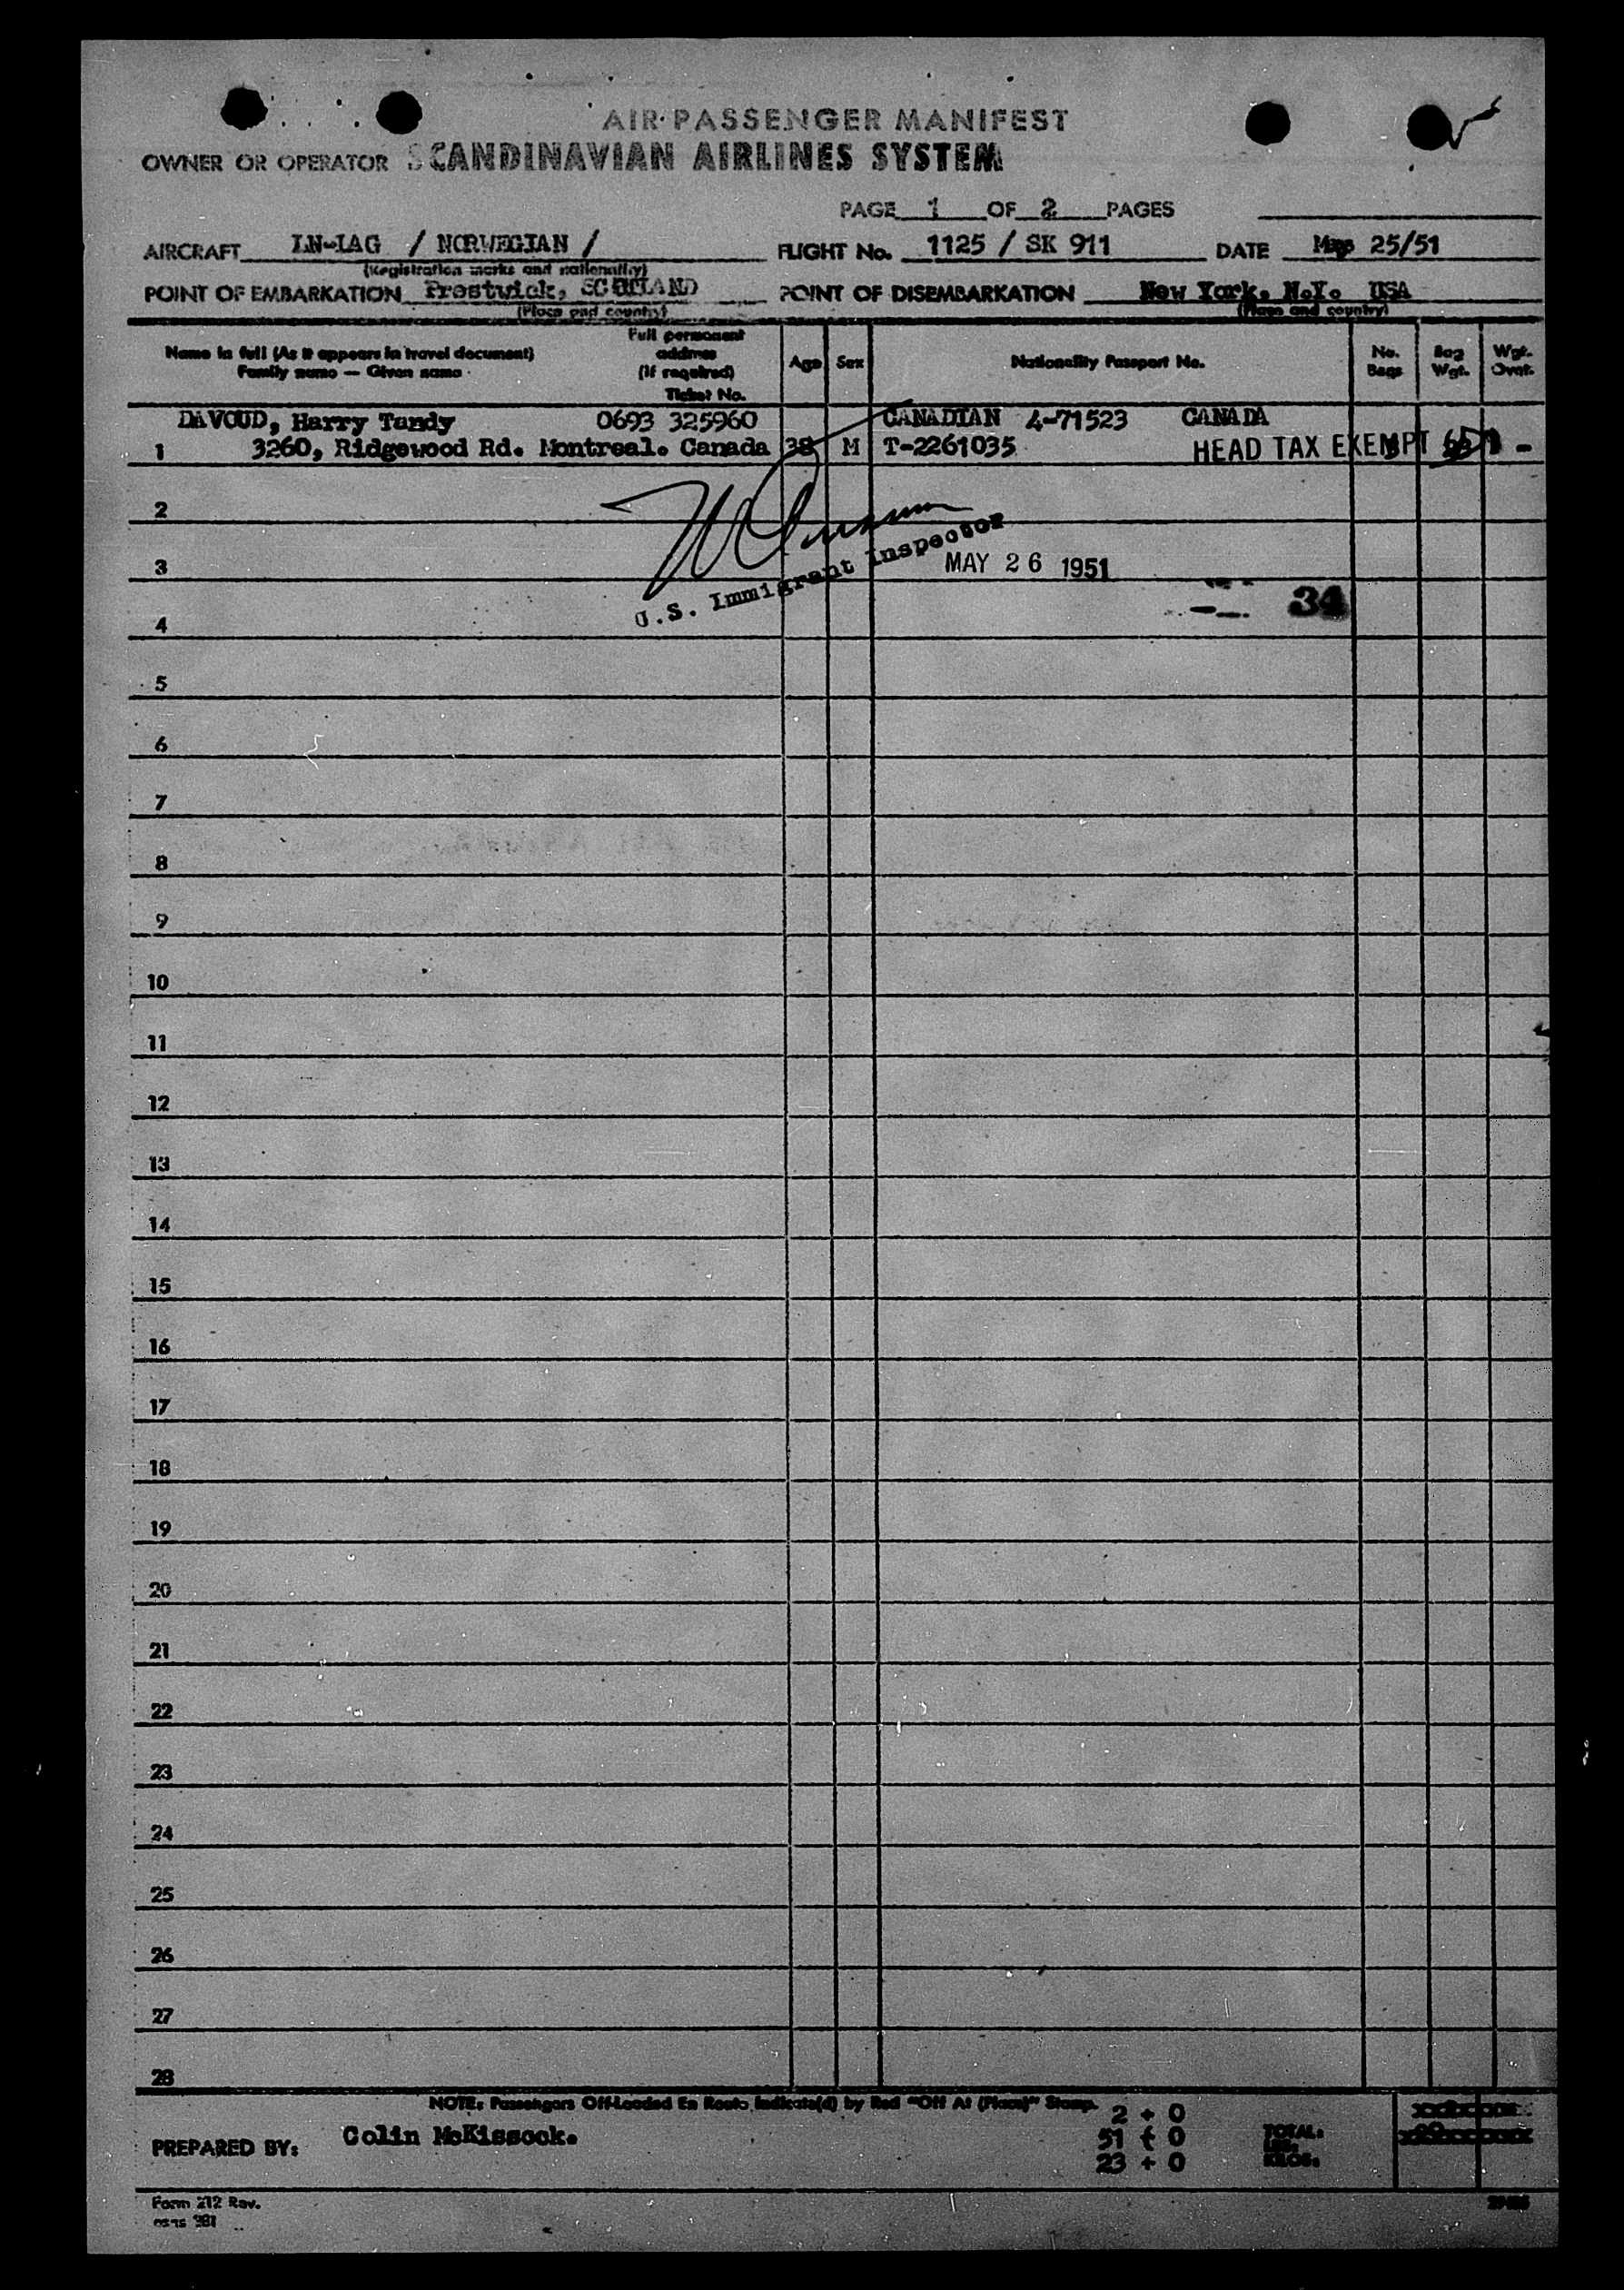 AIR PASSENGER MANIFEST
OWNER OR OPERATOR SCANDINAVIAN AIRLINES SYSTEM
PAGE 1 OF 2 PAGES
AIRCRAFT LN-LAG / NORWEGIAN / FLIGHT No. 1125 / SK 911 DATE May 25/51
(Registration marks and nationality)
POINT OF EMBARKATION Prestwick, SCOTLAND POINT OF DISEMBARKATION New York. N.Y. USA
(Place and country) (Place and country)
Name in full (As it appears in travel document)
Family name — Given name
Full permanent
address
(if required)
Ticket No.
Age Sex Nationality Passport No. No.
Bags Bag
Wgt. Wgt.
Ovgt.
DAVOUD, Harry Tandy 0693 325960 CANADIAN 4-71523 CANADA
1 3260, Ridgewood Rd. Montreal. Canada 38 M T-2261035 HEAD TAX EXEMPT -
2
U.S. Immigrant Inspector
3 MAY 26 1951
34
4
5
6
7
8
9
10
11
12
13
14
15
16
17
18
19
20
21
22
23
24
25
26
27
28
NOTE: Passengers Off-Loaded En Route Indicate(d) by Red "Off At (Place)" Stamp.
2 + 0
PREPARED BY: Colin McKissock. 51 + 0 TOTAL:
LBS:
23 + 0 KILOS:
Form 212 Rev.